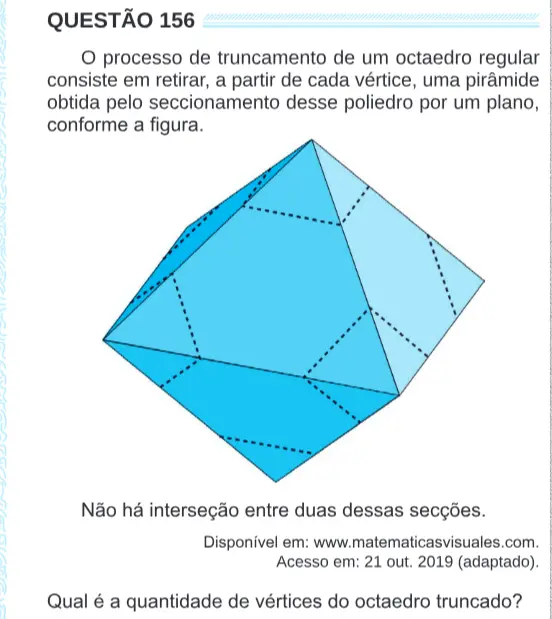 QUESTÃO 156
O processo de truncamento de um octaedro regular
consiste em retirar, a partir de cada vértice, uma pirâmide
obtida pelo seccionamento desse poliedro por um plano,
conforme a figura.
Não há interseção entre duas dessas secções.
Disponível em: www.matematicasvisuales.com.
Acesso em: 21 out. 2019 (adaptado).
Qual é a quantidade de vértices do octaedro truncado?